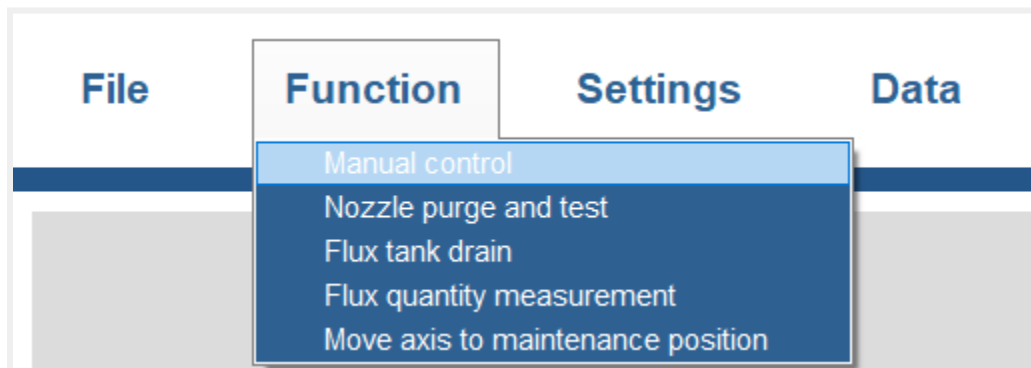 File Function Settings Data
Manual control
Nozzle purge and test
Flux tank drain
Flux quantity measurement
Move axis to maintenance position